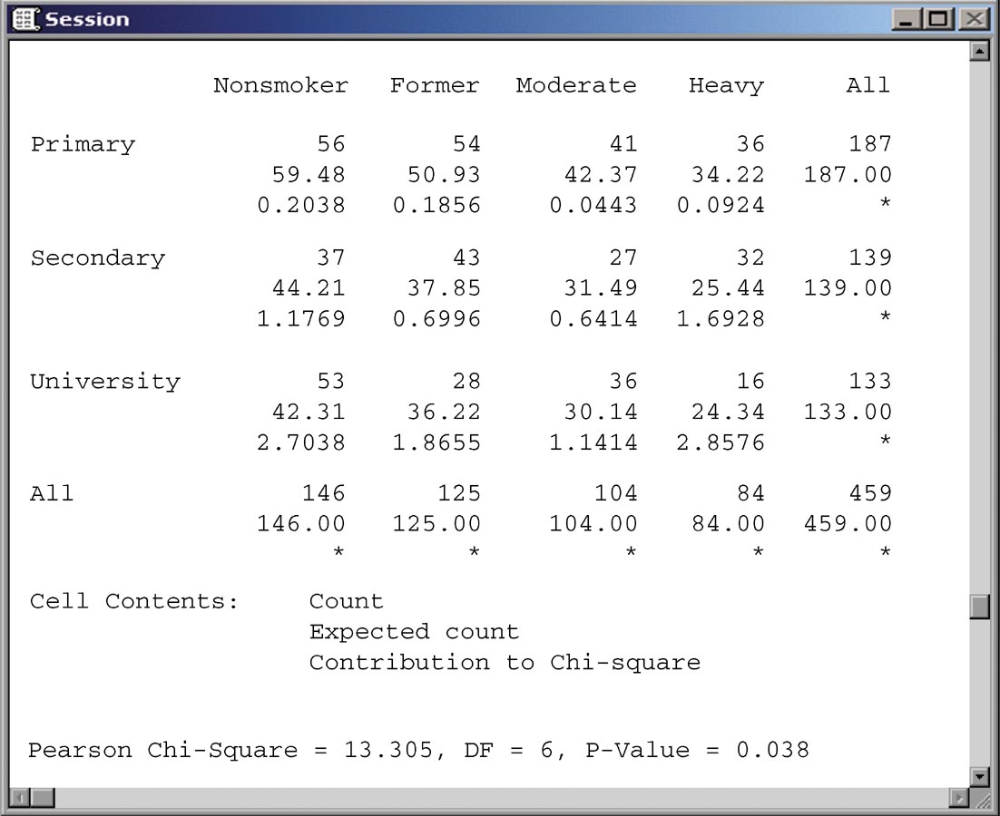 Session
Nonsmoker Former Moderate Heavy All
Primary 56 54 41 36 187
59.48 50.93 42.37 34.22 187.00
0.2038 0.1856 0.0443 0.0924 *
Secondary 37 43 27 32 139
44.21 37.85 31.49 25.44 139.00
1.1769 0.6996 0.6414 1.6928 *
University 53 28 36 16 133
42.31 36.22 30.14 24.34 133.00
2.7038 1.8655 1.1414 2.8576 *
All 146 125 104 84 459
146.00 125.00 104.00 84.00 459.00
* * * * *
Cell Contents: Count
Expected count
Contribution to Chi-square
Pearson Chi-Square = 13.305, DF = 6, P-Value = 0.038